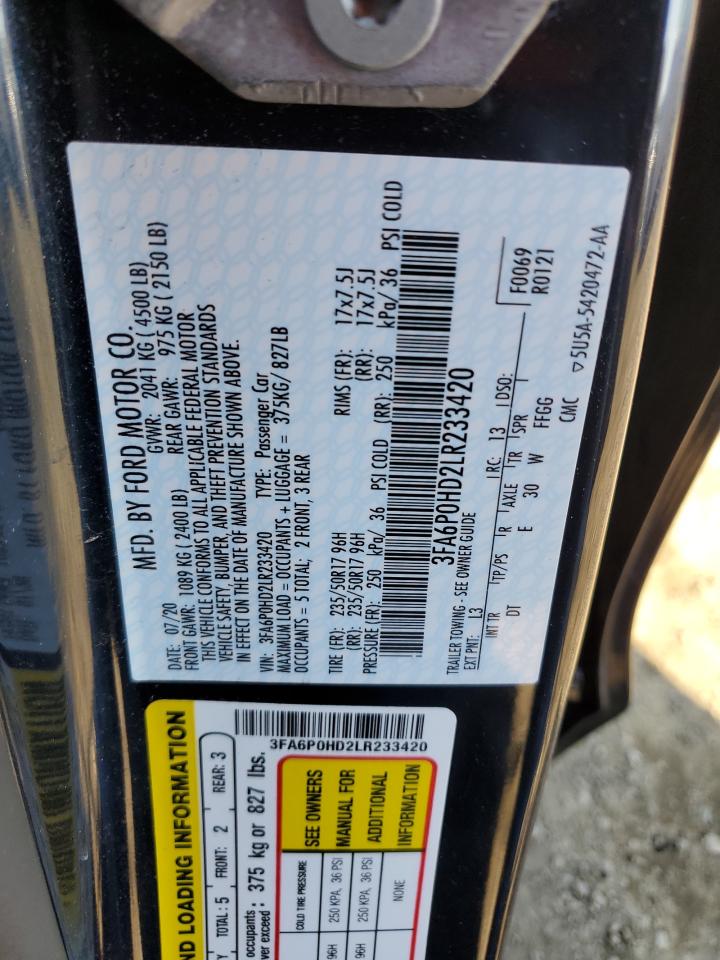 MFD. BY FORD MOTOR CO.
DATE: 07/20 GVWR: 2041 KG ( 4500 LB)
FRONT GAWR: 1089 KG (2400 LB) REAR GAWR: 975 KG ( 2150 LB)
THIS VEHICLE CONFORMS TO ALL APPLICABLE FEDERAL MOTOR
VEHICLE SAFETY, BUMPER, AND THEFT PREVENTION STANDARDS
IN EFFECT ON THE DATE OF MANUFACTURE SHOWN ABOVE.
VIN: 3FA6P0HD2LR233420 TYPE: Passenger Car
MAXIMUM LOAD = OCCUPANTS + LUGGAGE = 375KG/ 827LB
OCCUPANTS = 5 TOTAL, 2 FRONT, 3 REAR
TIRE (FR): 235/50R17 96H RIMS (FR): 17x7.5J
(RR): 235/50R17 96H (RR): 17x7.5J
PRESSURE (FR): 250 kPa/ 36 PSI COLD (RR): 250 kPa/ 36 PSI COLD
3FA6P0HD2LR233420
TRAILER TOWING - SEE OWNER GUIDE
EXT PNT: L3 RC: 13 DSO: F0069
R0121
INT TR TP/PS R AXLE TR SPR
DT E 30 W FFGG
CMC
▽5U5A-5420472-AA
ND LOADING INFORMATION
Y TOTAL: 5 FRONT: 2 REAR: 3
occupants : 375 kg or 827 lbs.
ver exceed
3FA6P0HD2LR233420
COLD TIRE PRESSURE SEE OWNERS
96H 250 KPA, 36 PSI MANUAL FOR
96H 250 KPA, 36 PSI ADDITIONAL
NONE INFORMATION